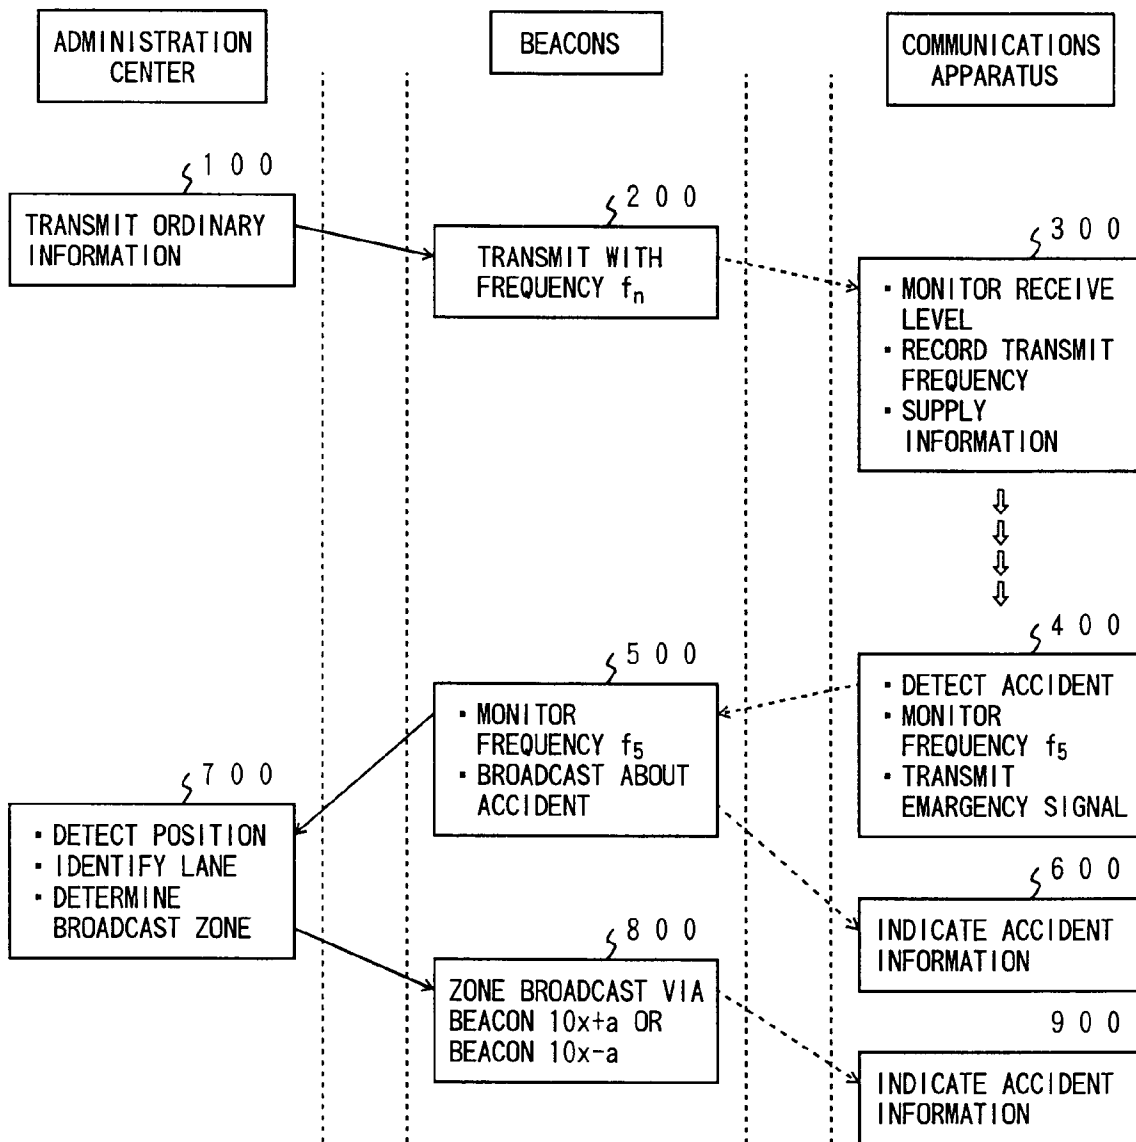 ADMINISTRATION
CENTER
BEACONS
COMMUNICATIONS
APPARATUS
100
TRANSMIT ORDINARY
INFORMATION
200
TRANSMIT WITH
FREQUENCY fn
300
▪ MONITOR RECEIVE
LEVEL
▪ RECORD TRANSMIT
FREQUENCY
▪ SUPPLY
INFORMATION
400
▪ DETECT ACCIDENT
▪ MONITOR
FREQUENCY f5
▪ TRANSMIT
EMARGENCY SIGNAL
500
▪ MONITOR
FREQUENCY f5
▪ BROADCAST ABOUT
ACCIDENT
600
INDICATE ACCIDENT
INFORMATION
700
▪ DETECT POSITION
▪ IDENTIFY LANE
▪ DETERMINE
BROADCAST ZONE
800
ZONE BROADCAST VIA
BEACON 10x+a OR
BEACON 10x-a
900
INDICATE ACCIDENT
INFORMATION